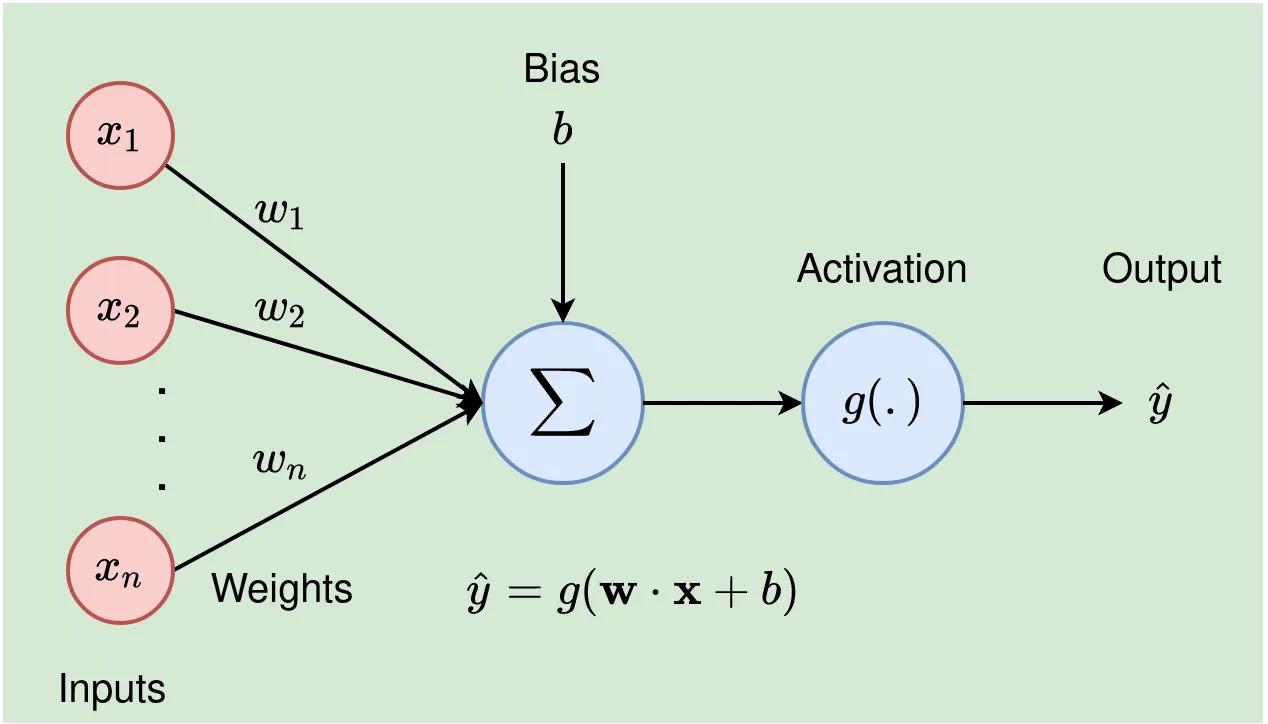 Bias
b
x₁
w₁
Activation
Output
x₂
w₂
∑
g(.)
ŷ
.
.
.
wₙ
xₙ
Weights
ŷ = g(𝐰 · 𝐱 + b)
Inputs